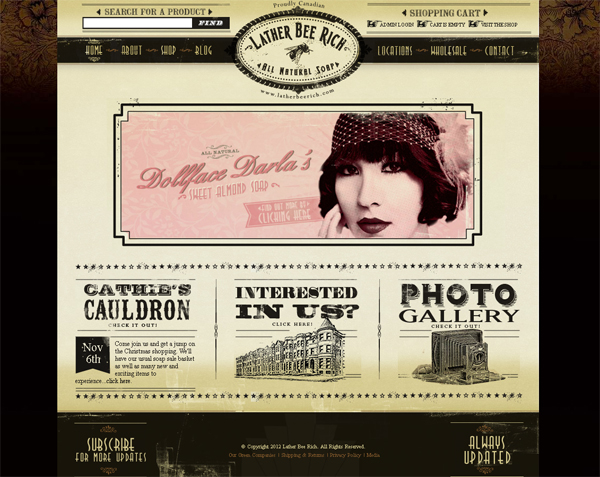 Proudly Canadian
SEARCH FOR A PRODUCT
FIND
SHOPPING CART
ADMIN LOGIN
CART IS EMPTY
VISIT THE SHOP
LATHER BEE RICH
ALL NATURAL SOAP
www.latherbeerich.com
HOME
ABOUT
SHOP
BLOG
LOCATIONS
WHOLESALE
CONTACT
ALL NATURAL
Dollface Darla's
SWEET ALMOND SOAP
FIND OUT MORE BY
CLICKING HERE
CATHIE'S
CAULDRON
CHECK IT OUT!
Nov
6th
Come join us and get a jump on
the Christmas shopping. We'll
have our usual soap sale basket
as well as many new and
exciting items to
experience...click here.
INTERESTED
IN US?
CLICK HERE!
PHOTO
GALLERY
CHECK IT OUT!
SUBSCRIBE
FOR MORE UPDATES
© Copyright 2012 Lather Bee Rich. All Rights Reserved.
Our Green Companies | Shipping & Returns | Privacy Policy | Media
ALWAYS
UPDATED